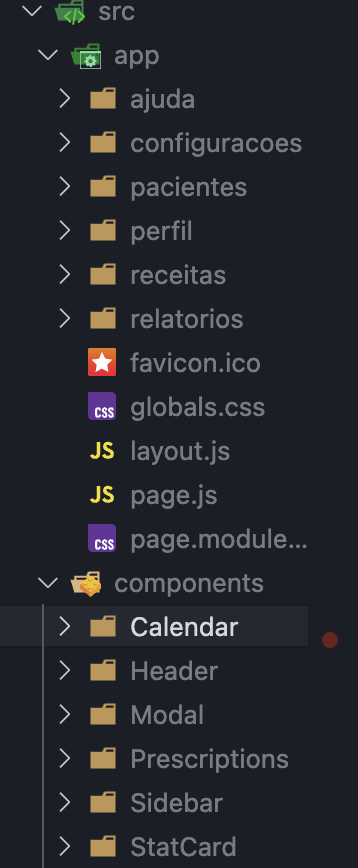 src
app
ajuda
configuracoes
pacientes
perfil
receitas
relatorios
favicon.ico
css globals.css
JS layout.js
JS page.js
css page.module...
components
Calendar
Header
Modal
Prescriptions
Sidebar
StatCard